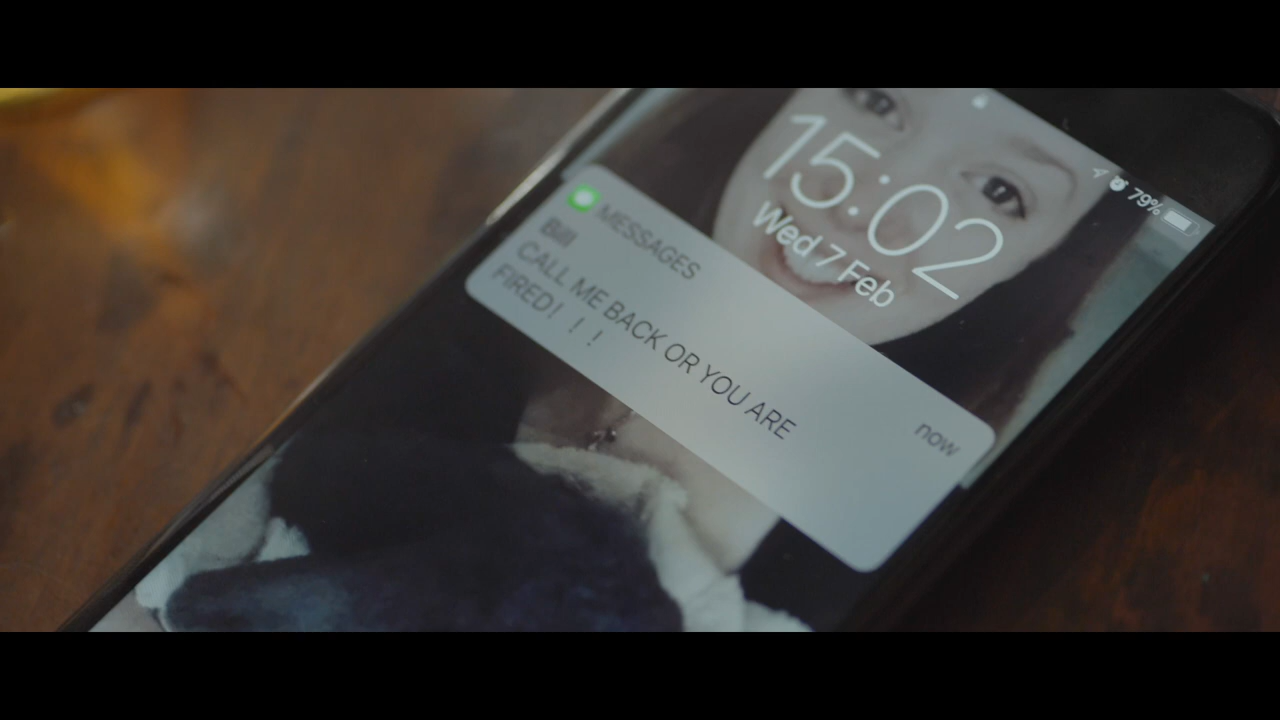 79%
15:02
Wed 7 Feb
MESSAGES
now
Bill
CALL ME BACK OR YOU ARE
FIRED! ! !